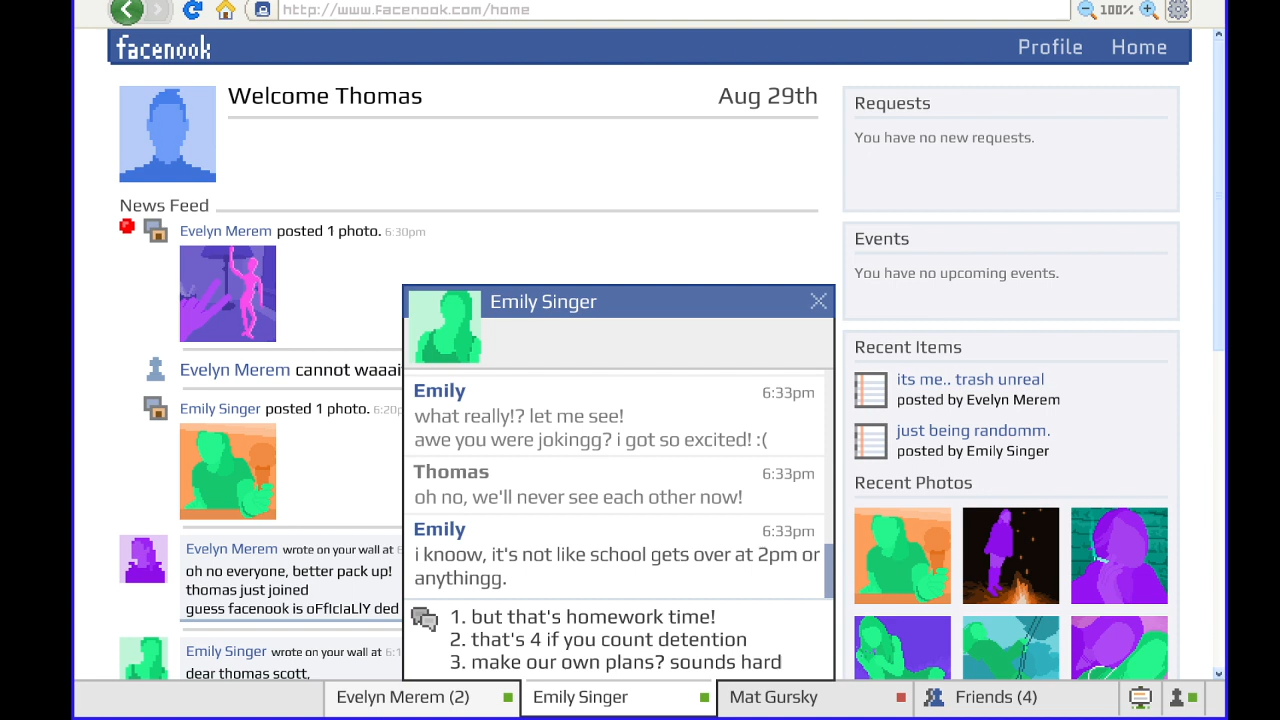 http://www.facenook.com/home
100%
facenook
Profile Home
Welcome Thomas
Aug 29th
News Feed
Evelyn Merem posted 1 photo. 6:30pm
Evelyn Merem cannot waaai
Emily Singer posted 1 photo. 6:20p
Evelyn Merem wrote on your wall at 6
oh no everyone, better pack up!
thomas just joined
guess facenook is oFfIcIaLlY ded
Emily Singer wrote on your wall at 6:1
dear thomas scott,
Emily Singer
Emily 6:33pm
what really!? let me see!
awe you were jokingg? i got so excited! :(
Thomas 6:33pm
oh no, we'll never see each other now!
Emily 6:33pm
i knoow, it's not like school gets over at 2pm or
anythingg.
1. but that's homework time!
2. that's 4 if you count detention
3. make our own plans? sounds hard
Requests
You have no new requests.
Events
You have no upcoming events.
Recent Items
its me.. trash unreal
posted by Evelyn Merem
just being randomm.
posted by Emily Singer
Recent Photos
Evelyn Merem (2)
Emily Singer
Mat Gursky
Friends (4)